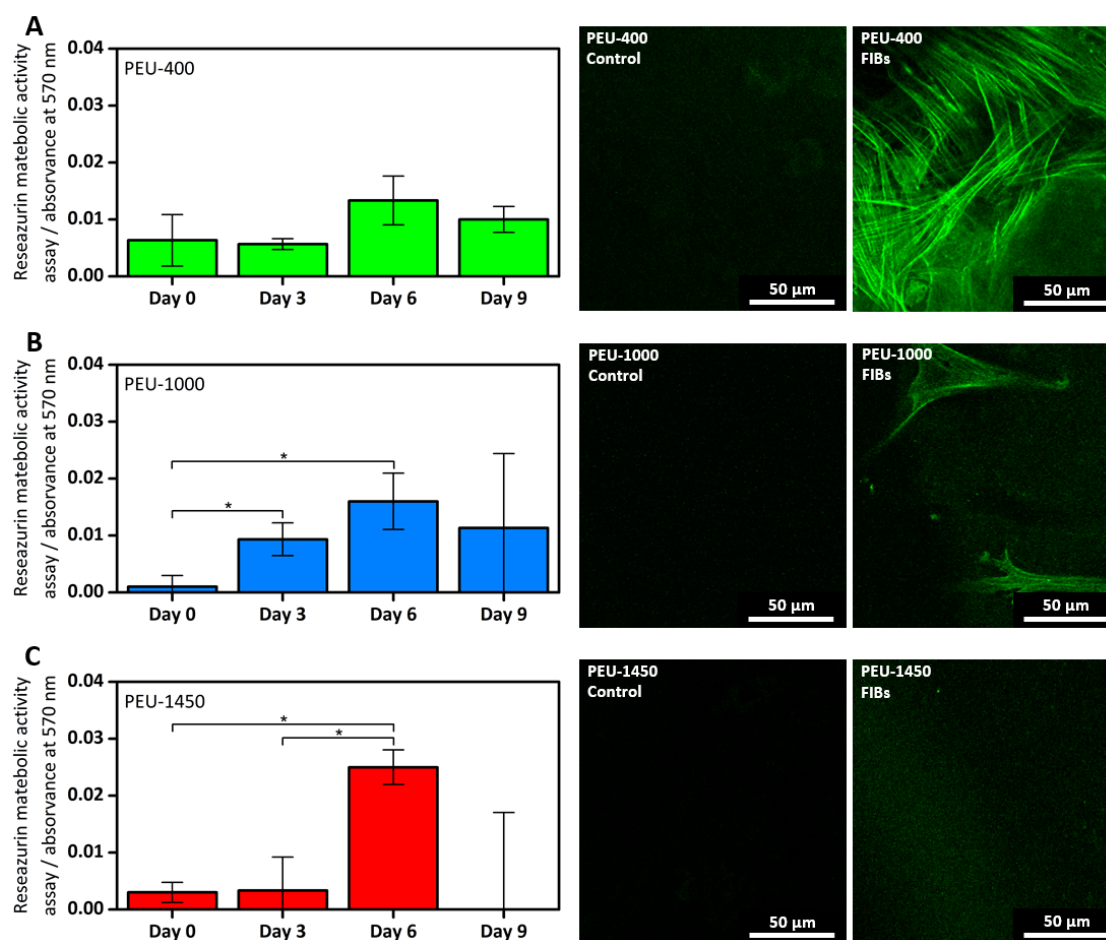 A
Reseazurin matebolic activity
assay / absorvance at 570 nm
0.04
0.03
0.02
0.01
0.00
PEU-400
Day 0 Day 3 Day 6 Day 9
PEU-400
Control
50 µm
PEU-400
FIBs
50 µm
B
Reseazurin matebolic activity
assay / absorvance at 570 nm
0.04
0.03
0.02
0.01
0.00
PEU-1000
*
*
Day 0 Day 3 Day 6 Day 9
PEU-1000
Control
50 µm
PEU-1000
FIBs
50 µm
C
Reseazurin matebolic activity
assay / absorvance at 570 nm
0.04
0.03
0.02
0.01
0.00
PEU-1450
*
*
Day 0 Day 3 Day 6 Day 9
PEU-1450
Control
50 µm
PEU-1450
FIBs
50 µm